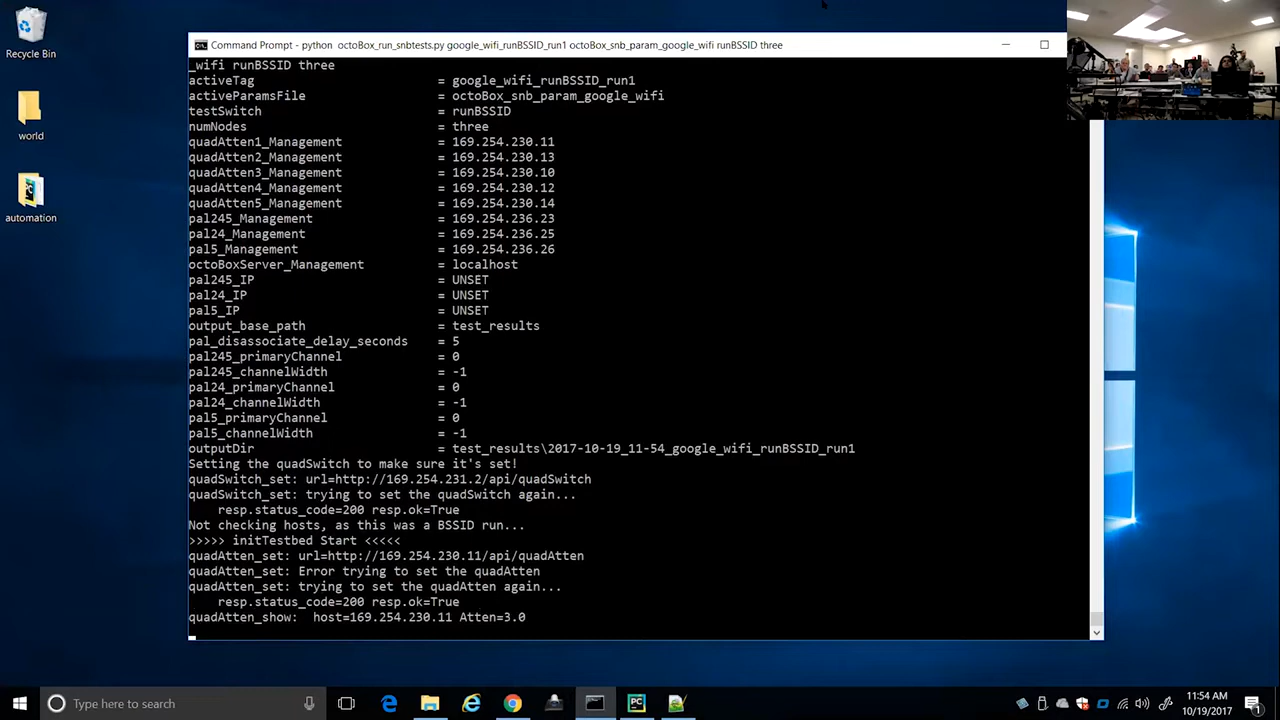 Recycle Bin
world
automation
Command Prompt - python  octoBox_run_snbtests.py google_wifi_runBSSID_run1 octoBox_snb_param_google_wifi runBSSID three
_wifi runBSSID three
activeTag = google_wifi_runBSSID_run1
activeParamsFile = octoBox_snb_param_google_wifi
testSwitch = runBSSID
numNodes = three
quadAtten1_Management = 169.254.230.11
quadAtten2_Management = 169.254.230.13
quadAtten3_Management = 169.254.230.10
quadAtten4_Management = 169.254.230.12
quadAtten5_Management = 169.254.230.14
pal245_Management = 169.254.236.23
pal24_Management = 169.254.236.25
pal5_Management = 169.254.236.26
octoBoxServer_Management = localhost
pal245_IP = UNSET
pal24_IP = UNSET
pal5_IP = UNSET
output_base_path = test_results
pal_disassociate_delay_seconds = 5
pal245_primaryChannel = 0
pal245_channelWidth = -1
pal24_primaryChannel = 0
pal24_channelWidth = -1
pal5_primaryChannel = 0
pal5_channelWidth = -1
outputDir = test_results\2017-10-19_11-54_google_wifi_runBSSID_run1
Setting the quadSwitch to make sure it's set!
quadSwitch_set: url=http://169.254.231.2/api/quadSwitch
quadSwitch_set: trying to set the quadSwitch again...
resp.status_code=200 resp.ok=True
Not checking hosts, as this was a BSSID run...
>>>>> initTestbed Start <<<<<
quadAtten_set: url=http://169.254.230.11/api/quadAtten
quadAtten_set: Error trying to set the quadAtten
quadAtten_set: trying to set the quadAtten again...
resp.status_code=200 resp.ok=True
quadAtten_show:  host=169.254.230.11 Atten=3.0
Type here to search
11:54 AM
10/19/2017